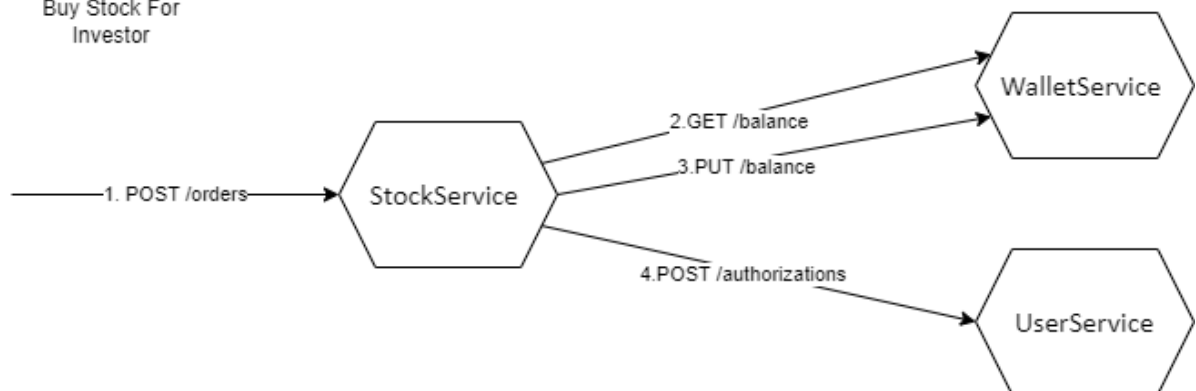 Buy Stock For
Investor
WalletService
2.GET /balance
3.PUT /balance
1. POST /orders
StockService
4.POST /authorizations
UserService